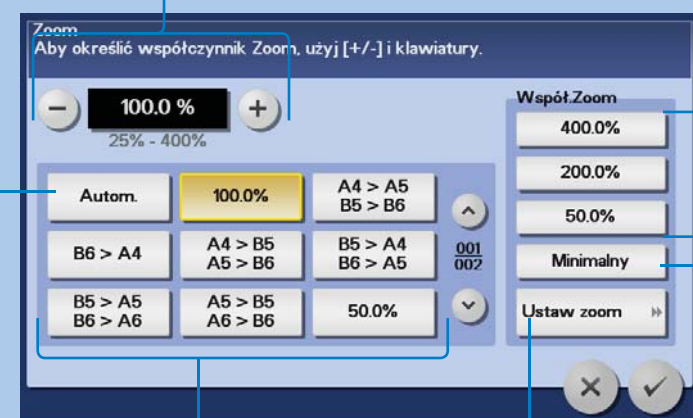 Zoom
Aby określić współczynnik Zoom, użyj [+/-] i klawiatury.
− 100.0 % +
25% - 400%
Autom.
100.0%
A4 > A5
B5 > B6
B6 > A4
A4 > B5
A5 > B6
B5 > A4
B6 > A5
001
002
B5 > A5
B6 > A6
A5 > B5
A6 > B6
50.0%
Współ.Zoom
400.0%
200.0%
50.0%
Minimalny
Ustaw zoom